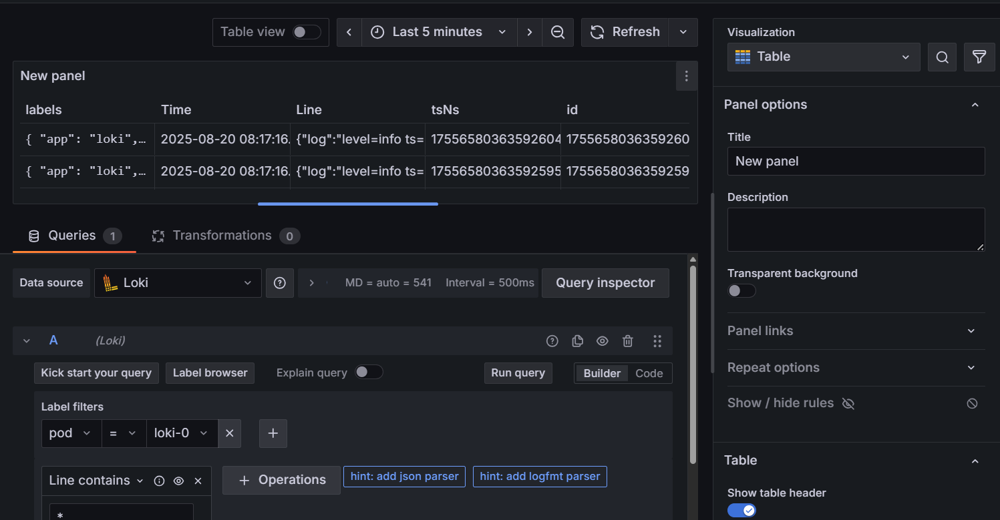 Table view
Last 5 minutes
Refresh
Visualization
Table
New panel
labels Time Line tsNs id
{ "app": "loki",… 2025-08-20 08:17:16. {"log":"level=info ts= 17556580363592604 1755658036359260
{ "app": "loki",… 2025-08-20 08:17:16. {"log":"level=info ts= 17556580363592595 1755658036359259
Queries 1 Transformations 0
Data source Loki MD = auto = 541 Interval = 500ms Query inspector
A (Loki)
Kick start your query Label browser Explain query Run query Builder Code
Label filters
pod = loki-0
Line contains Operations hint: add json parser hint: add logfmt parser
*
Panel options
Title
New panel
Description
Transparent background
Panel links
Repeat options
Show / hide rules
Table
Show table header